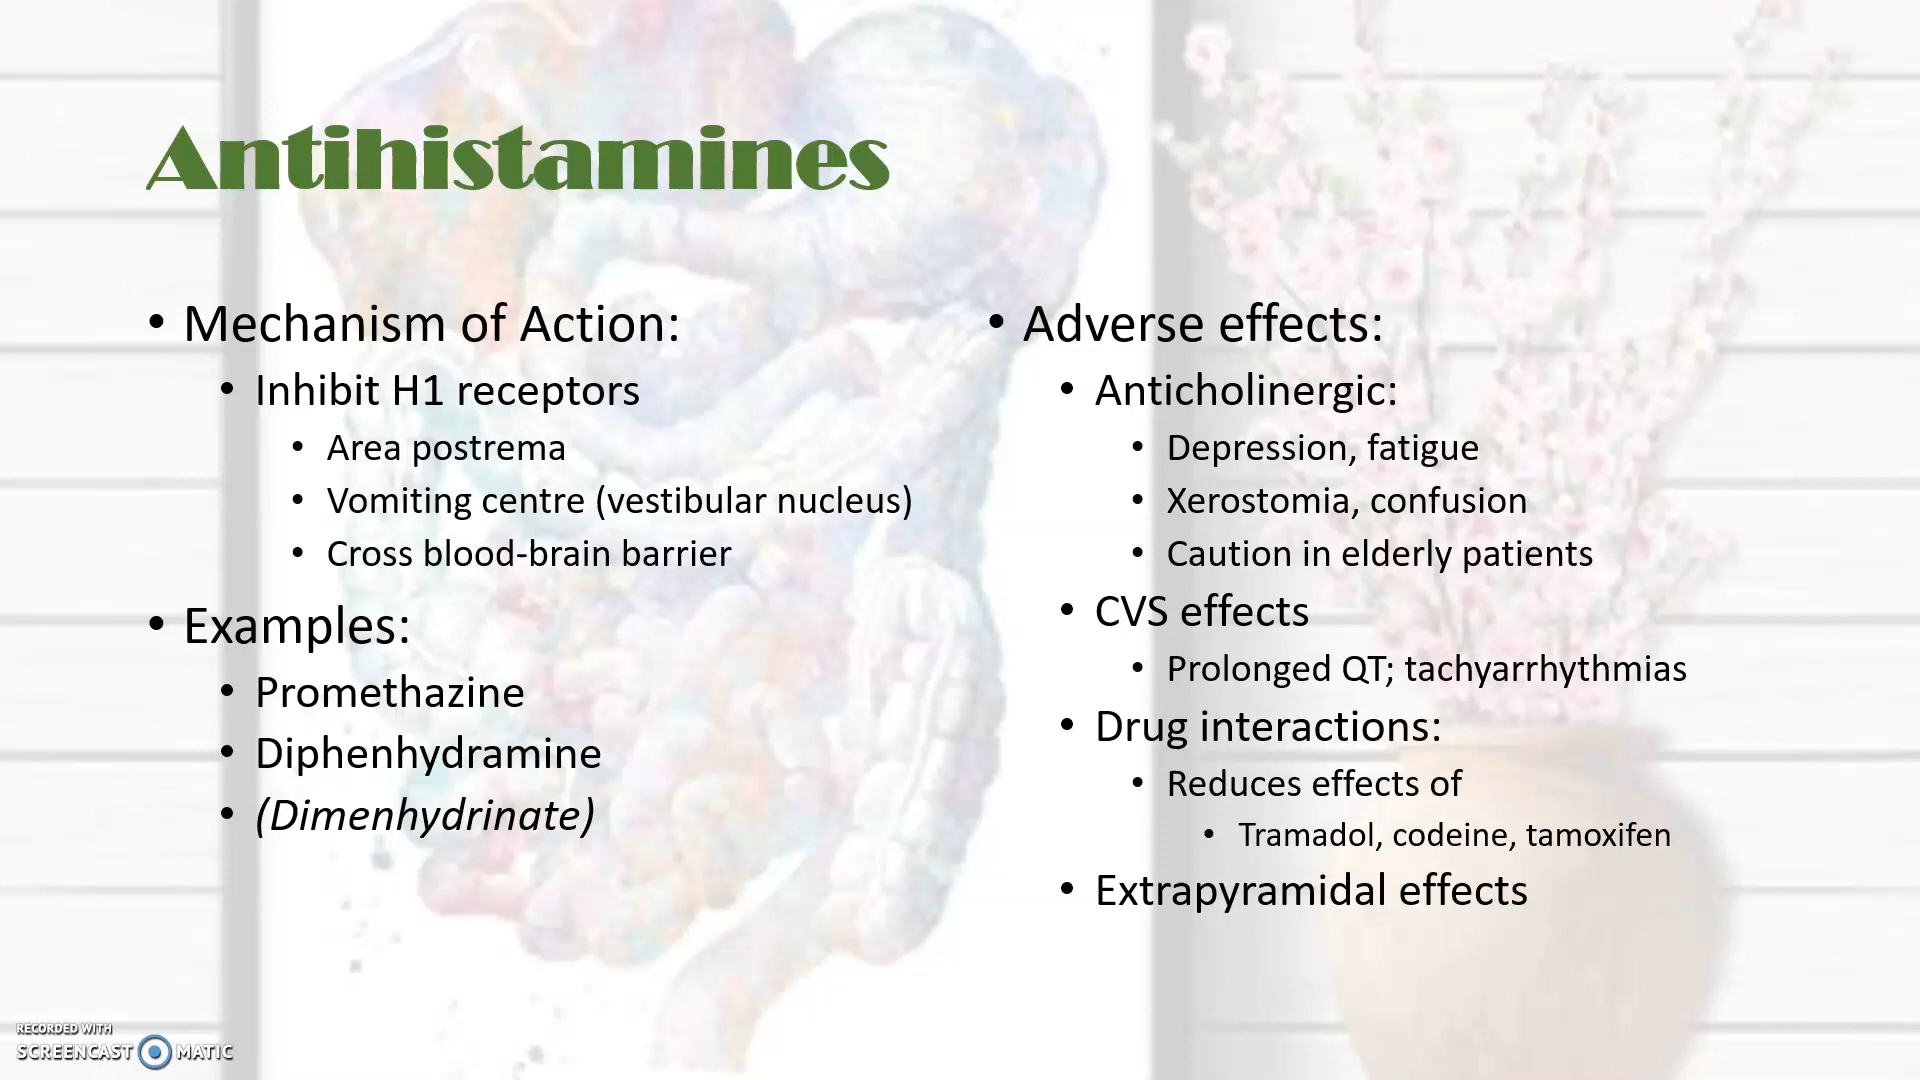 Antihistamines
• Mechanism of Action:
• Inhibit H1 receptors
• Area postrema
• Vomiting centre (vestibular nucleus)
• Cross blood-brain barrier
• Examples:
• Promethazine
• Diphenhydramine
• (Dimenhydrinate)
• Adverse effects:
• Anticholinergic:
• Depression, fatigue
• Xerostomia, confusion
• Caution in elderly patients
• CVS effects
• Prolonged QT; tachyarrhythmias
• Drug interactions:
• Reduces effects of
• Tramadol, codeine, tamoxifen
• Extrapyramidal effects
RECORDED WITH
SCREENCAST MATIC